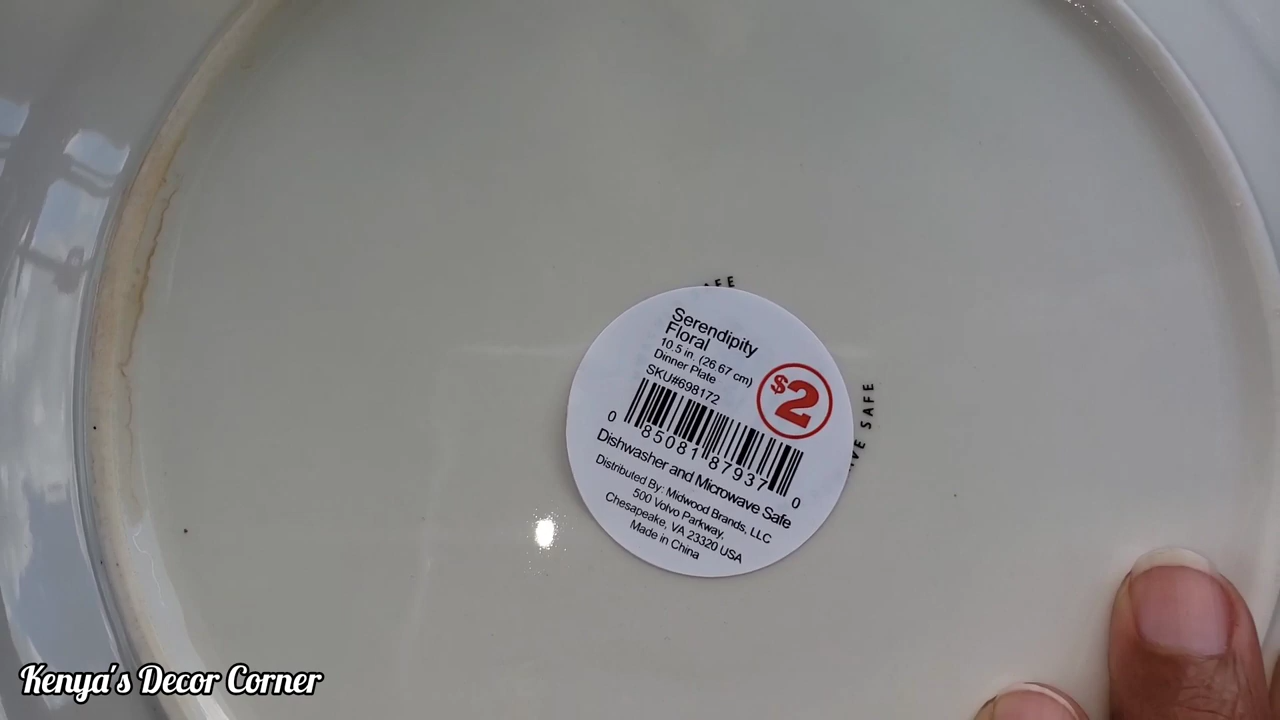 Serendipity
Floral
10.5 in. (26.67 cm)
Dinner Plate
SKU#698172
$2
0 85081 87937 0
Dishwasher and Microwave Safe
Distributed By: Midwood Brands, LLC
500 Volvo Parkway,
Chesapeake, VA 23320 USA
Made in China
SAFE
Kenya's Decor Corner